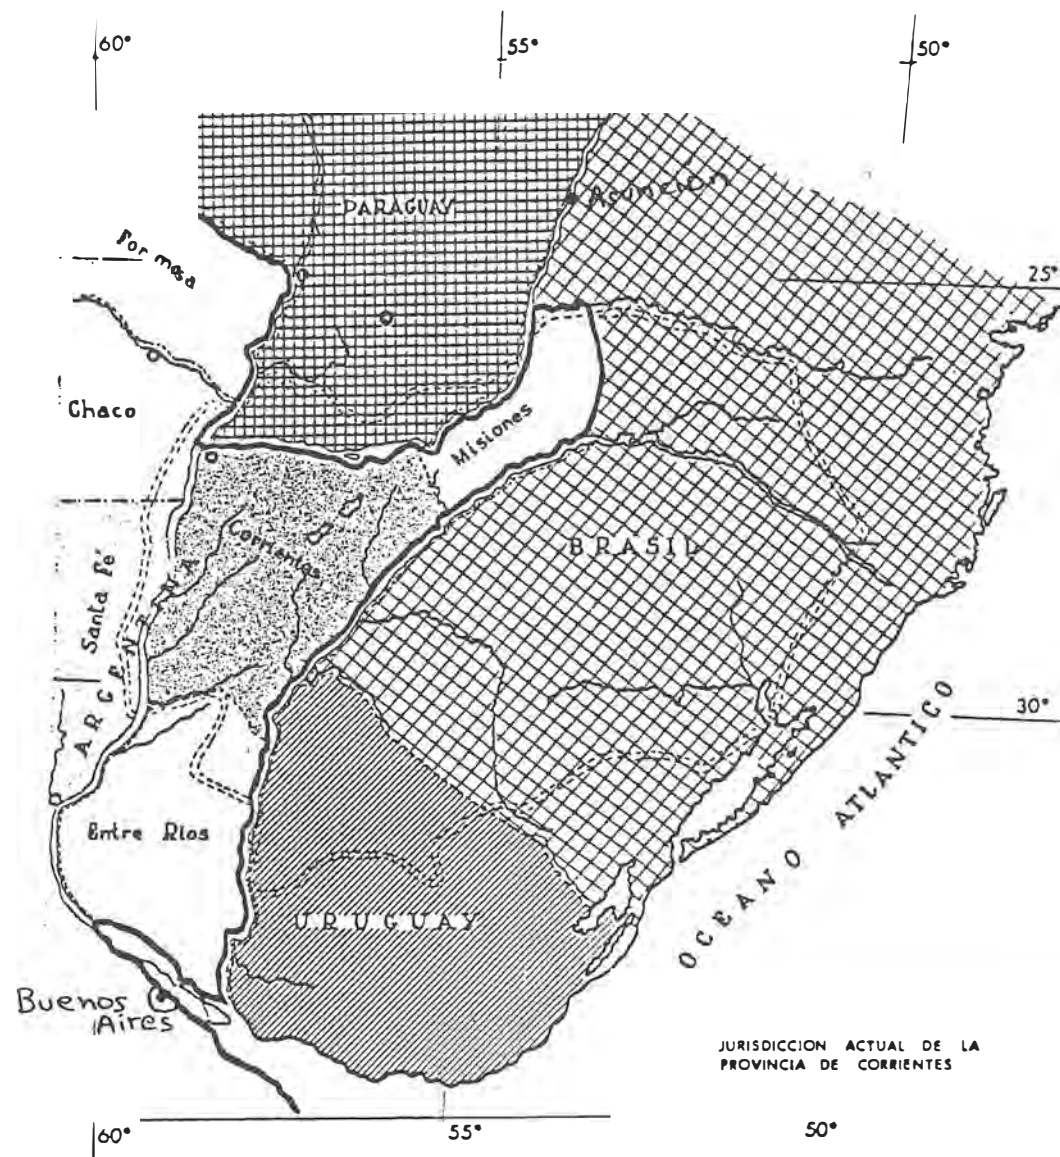 60°
55°
50°
PARAGUAY
Asunción
Formosa
25°
Chaco
Misiones
Corrientes
BRASIL
Santa Fé
ARGENTINA
30°
Entre Ríos
URUGUAY
OCEANO ATLANTICO
Buenos
Aires
JURISDICCION ACTUAL DE LA
PROVINCIA DE CORRIENTES
60°
55°
50°